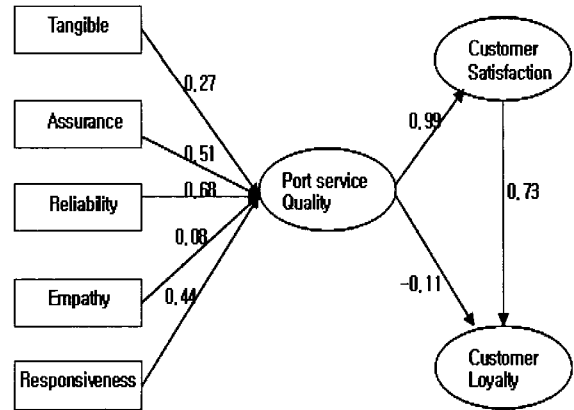 Tangible
Customer
Satisfaction
0,27
Assurance
0,99
0,51
Port service
Quality
Reliability
0,68
0,73
0,08
Empathy
0,44
-0,11
Customer
Loyalty
Responsiveness